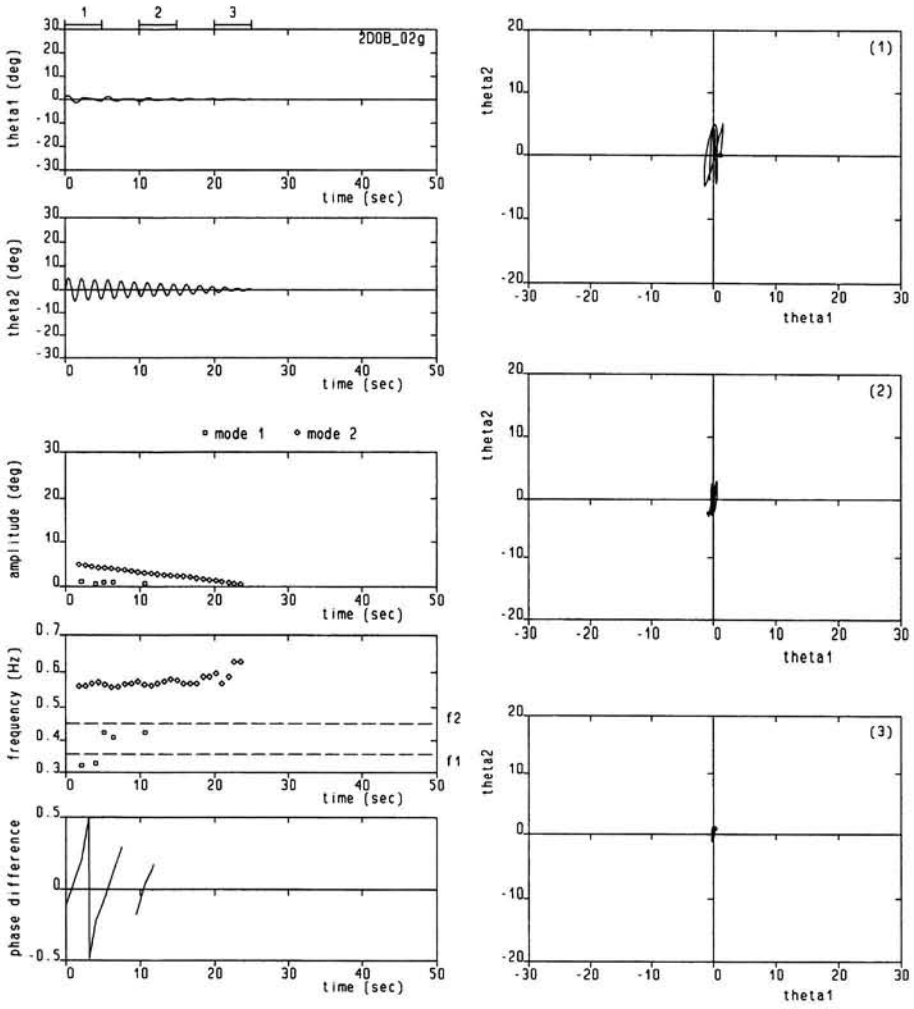 1 2 3
30
20
10
0
-10
-20
-30
theta1 (deg)
2DOB_02g
0 10 20 30 40 50
time (sec)
30
20
10
0
-10
-20
-30
theta2 (deg)
0 10 20 30 40 50
time (sec)
mode 1 mode 2
30
20
10
0
amplitude (deg)
0 10 20 30 40 50
time (sec)
0.7
0.6
0.5
0.4
0.3
frequency (Hz)
f2
f1
0 10 20 30 40 50
time (sec)
0.5
0
-0.5
phase difference
0 10 20 30 40 50
time (sec)
(1)
20
10
0
-10
-20
theta2
-30 -20 -10 0 10 20 30
theta1
(2)
20
10
0
-10
-20
theta2
-30 -20 -10 0 10 20 30
theta1
(3)
20
10
0
-10
-20
theta2
-30 -20 -10 0 10 20 30
theta1